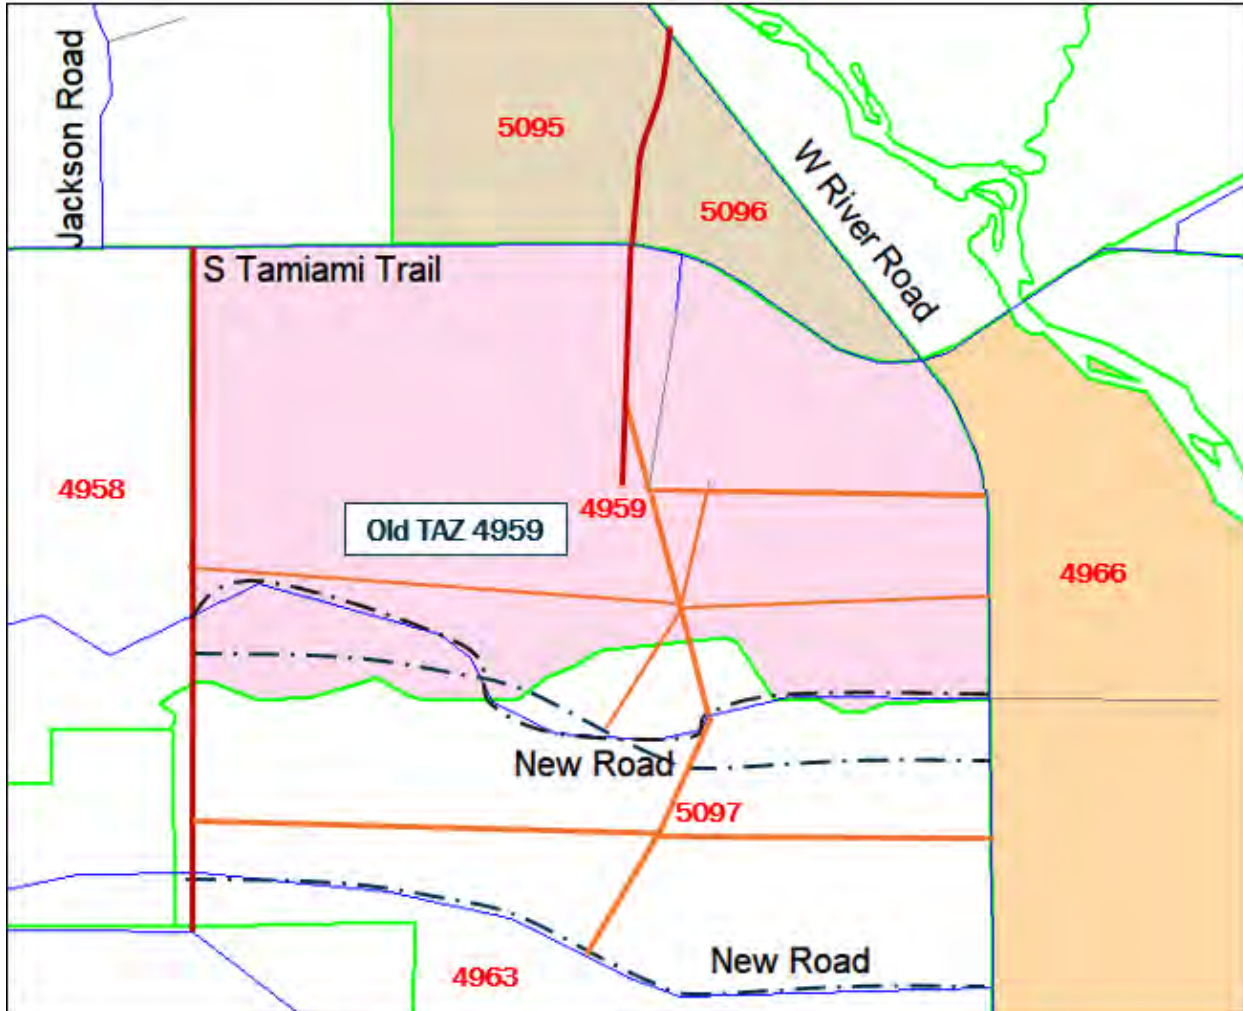 Jackson Road
5095
W River Road
5096
S Tamiami Trail
4958
4959
Old TAZ 4959
4966
New Road
5097
New Road
4963